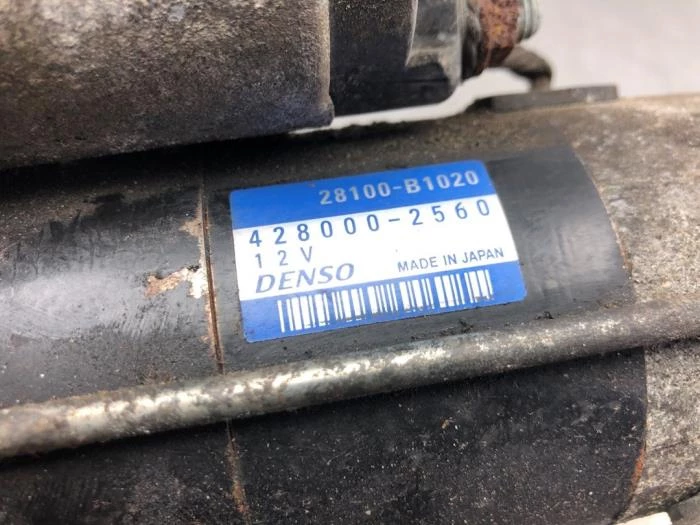 28100-B1020
428000-2560
12V
DENSO MADE IN JAPAN